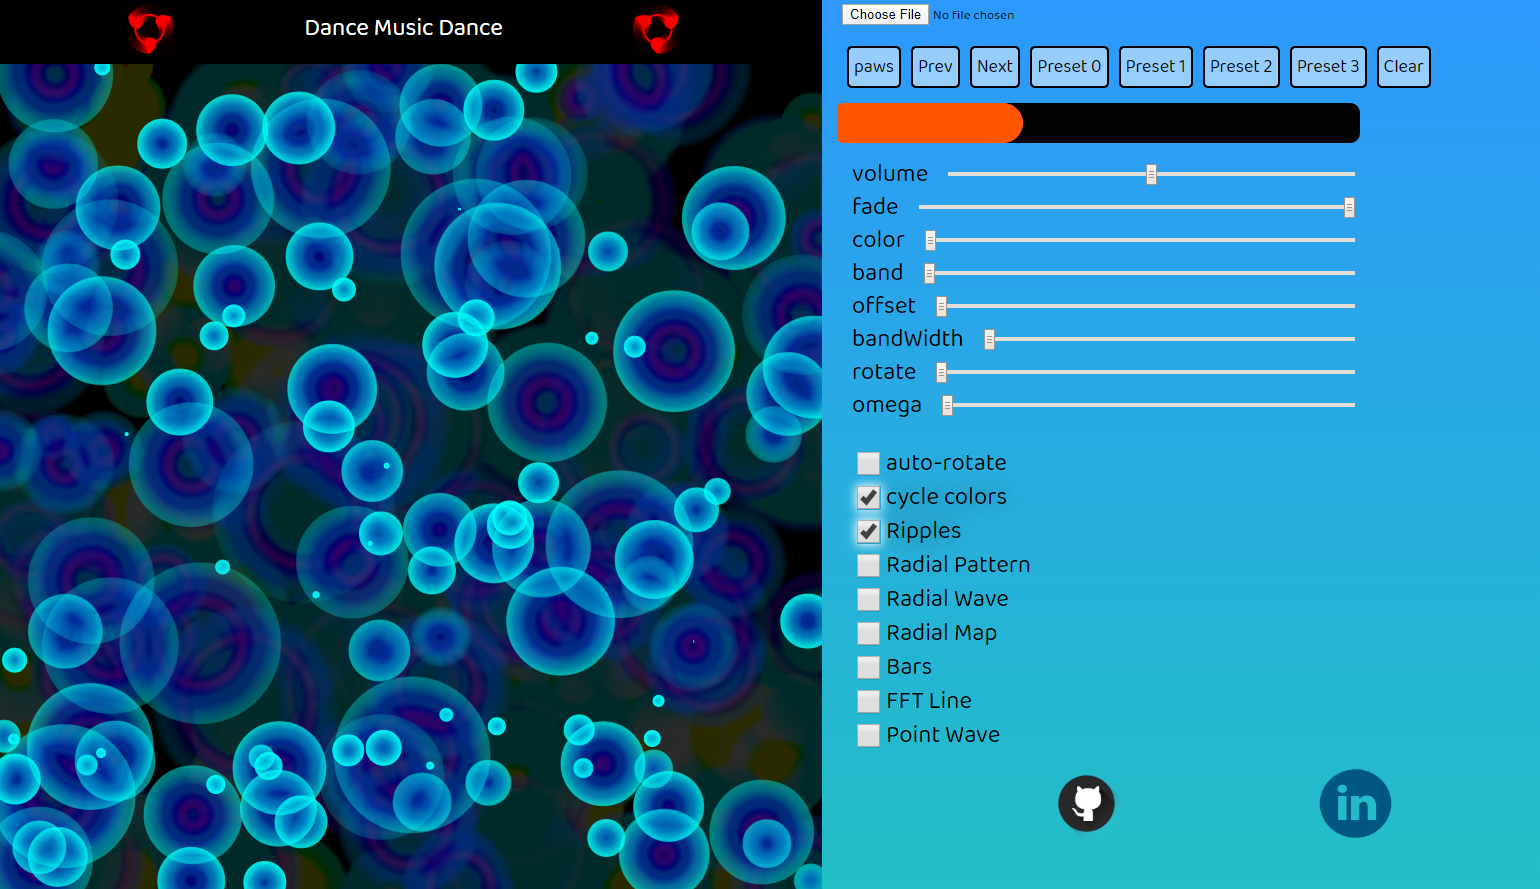 Dance Music Dance
Choose File No file chosen
paws Prev Next Preset 0 Preset 1 Preset 2 Preset 3 Clear
volume
fade
color
band
offset
bandWidth
rotate
omega
auto-rotate
cycle colors
Ripples
Radial Pattern
Radial Wave
Radial Map
Bars
FFT Line
Point Wave
in